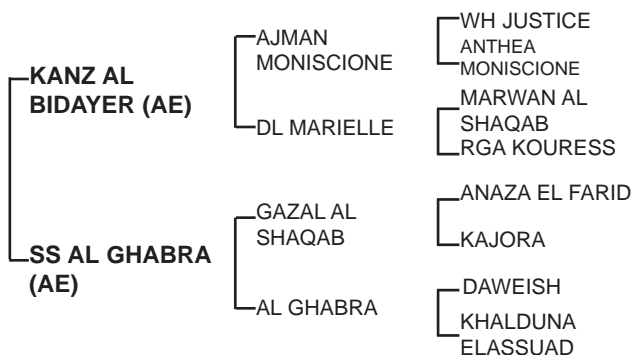 KANZ AL
BIDAYER (AE)
AJMAN
MONISCIONE
WH JUSTICE
ANTHEA
MONISCIONE
DL MARIELLE
MARWAN AL
SHAQAB
RGA KOURESS
SS AL GHABRA
(AE)
GAZAL AL
SHAQAB
ANAZA EL FARID
KAJORA
AL GHABRA
DAWEISH
KHALDUNA
ELASSUAD